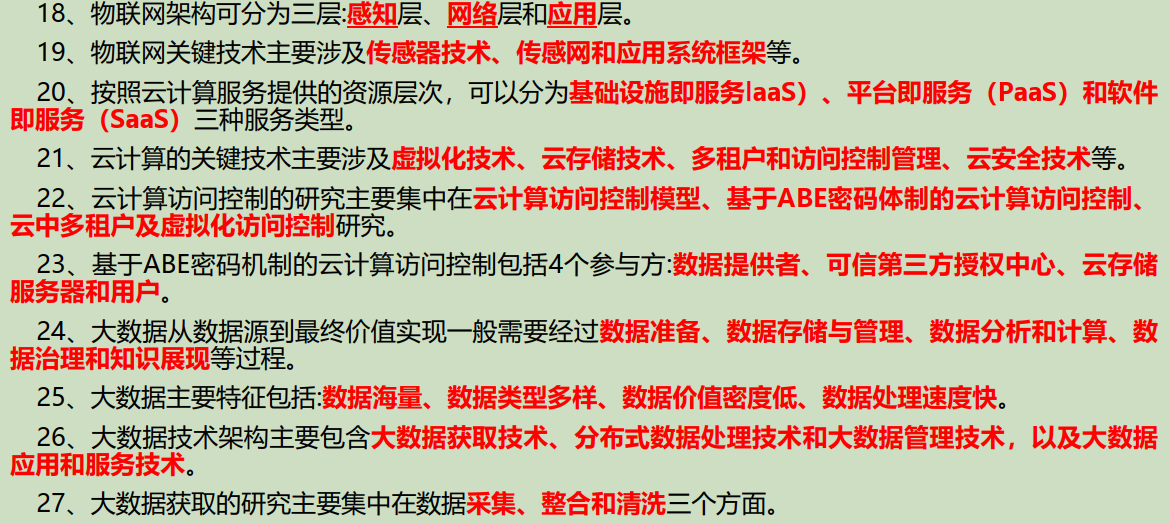 18、物联网架构可分为三层:感知层、网络层和应用层。
19、物联网关键技术主要涉及传感器技术、传感网和应用系统框架等。
20、按照云计算服务提供的资源层次，可以分为基础设施即服务IaaS）、平台即服务（PaaS）和软件
即服务（SaaS）三种服务类型。
21、云计算的关键技术主要涉及虚拟化技术、云存储技术、多租户和访问控制管理、云安全技术等。
22、云计算访问控制的研究主要集中在云计算访问控制模型、基于ABE密码体制的云计算访问控制、
云中多租户及虚拟化访问控制研究。
23、基于ABE密码机制的云计算访问控制包括4个参与方:数据提供者、可信第三方授权中心、云存储
服务器和用户。
24、大数据从数据源到最终价值实现一般需要经过数据准备、数据存储与管理、数据分析和计算、数
据治理和知识展现等过程。
25、大数据主要特征包括:数据海量、数据类型多样、数据价值密度低、数据处理速度快。
26、大数据技术架构主要包含大数据获取技术、分布式数据处理技术和大数据管理技术，以及大数据
应用和服务技术。
27、大数据获取的研究主要集中在数据采集、整合和清洗三个方面。